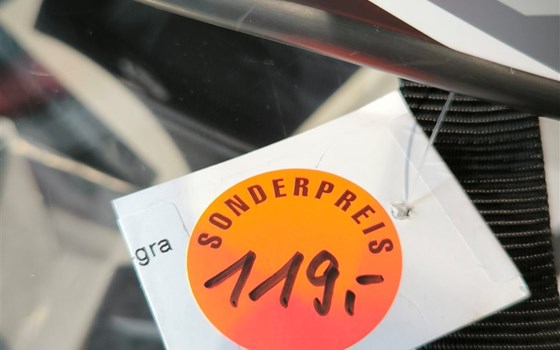 SONDERPREIS
gra
119,-